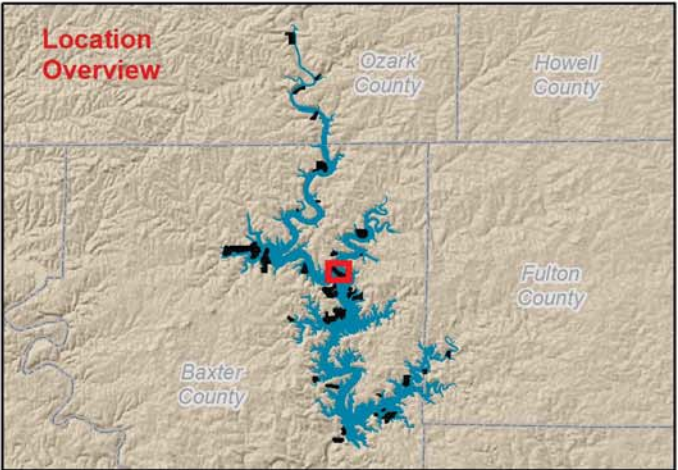 Location
Overview
Ozark
County
Howell
County
Fulton
County
Baxter
County